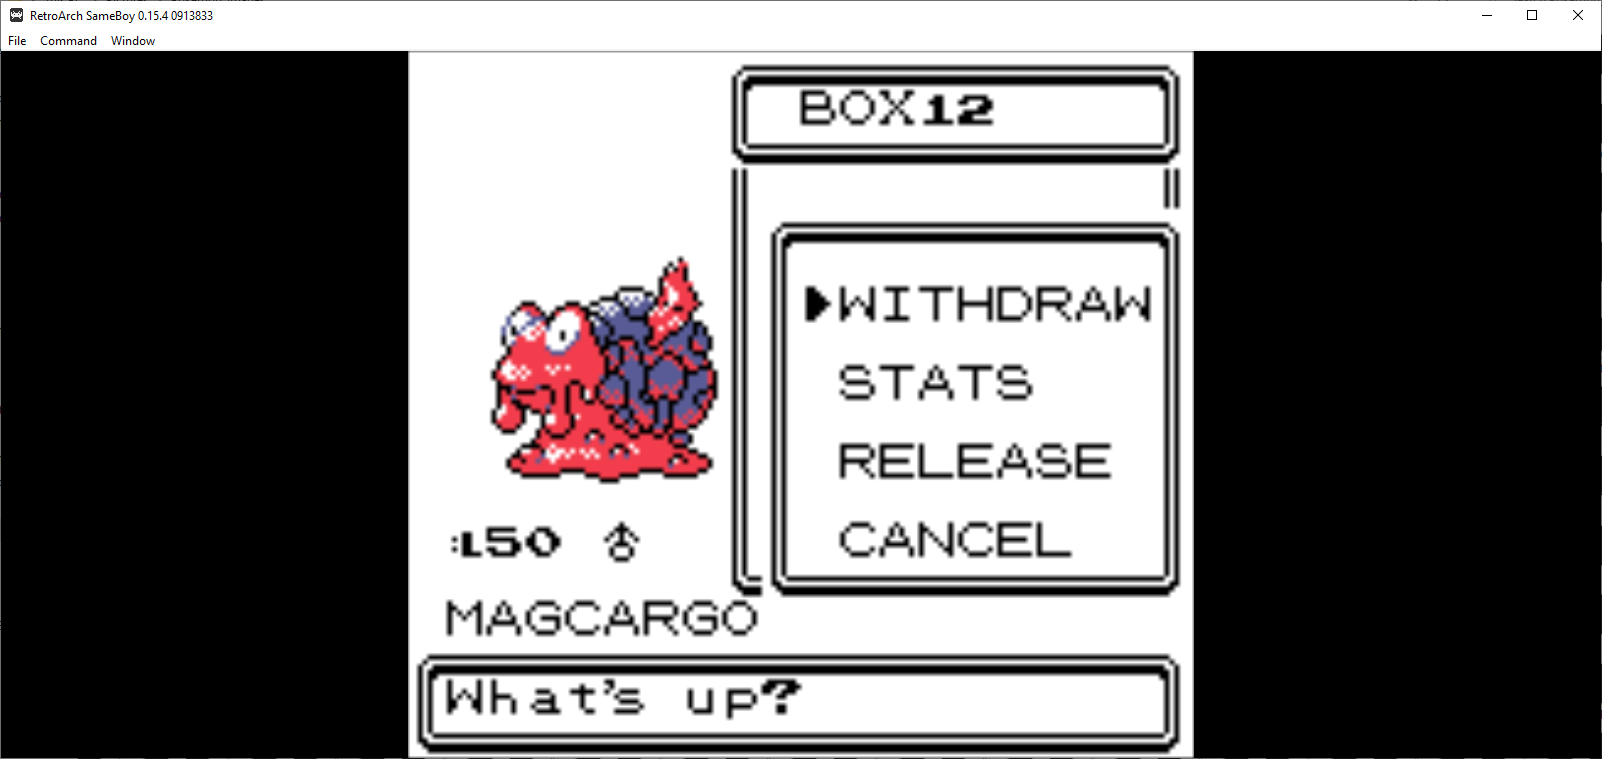 RetroArch SameBoy 0.15.4 0913833
File Command Window
BOX12
WITHDRAW
STATS
RELEASE
CANCEL
:L50 ♂
MAGCARGO
What's up?